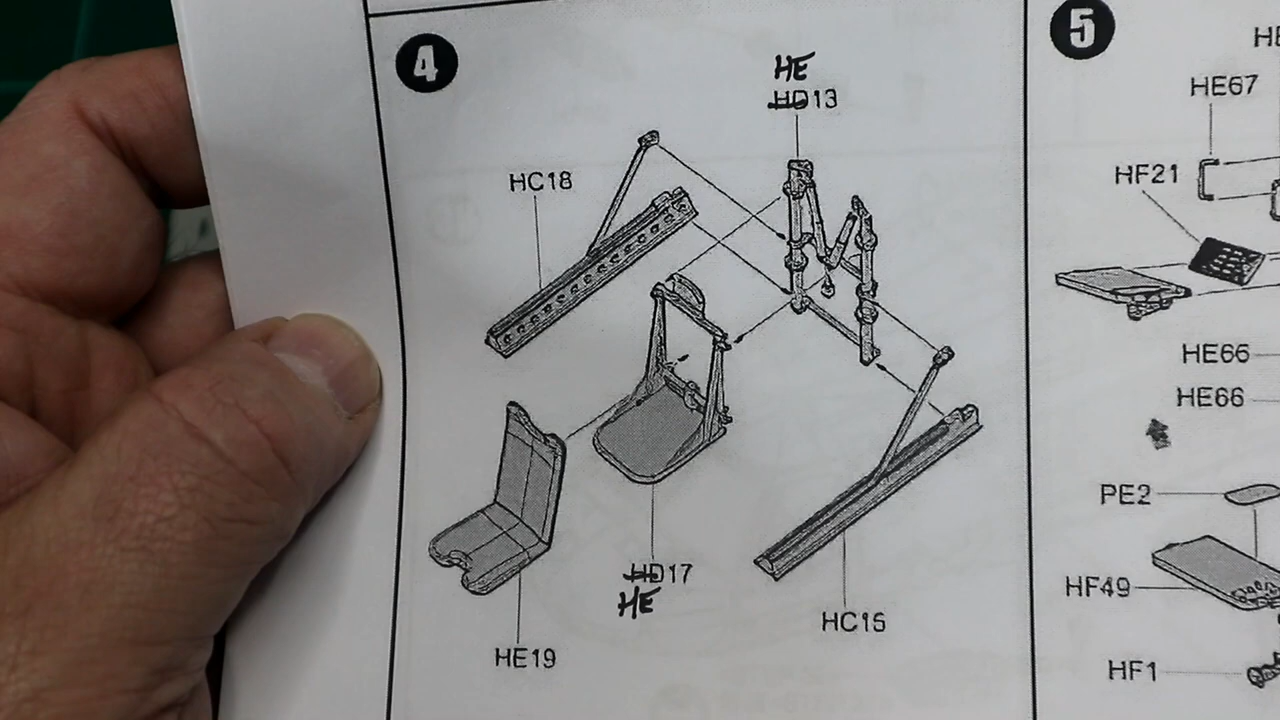 4
HE
HD13
HC18
HD17
HE
HC15
HE19
5
HE67
HF21
HE66
HE66
PE2
HF49
HF1